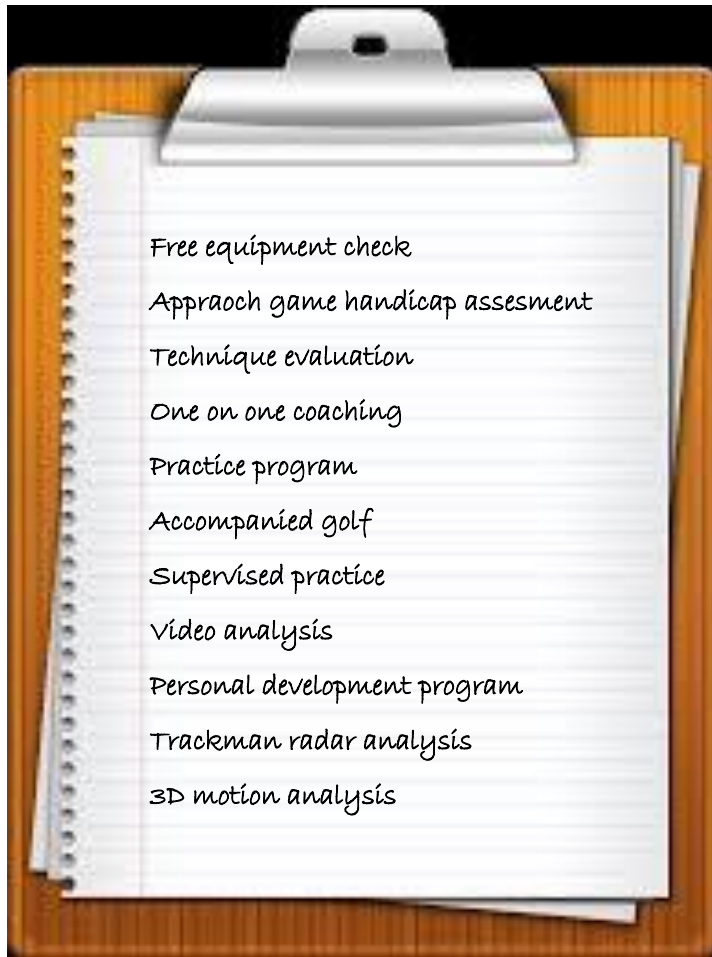 Free equipment check
Appraoch game handicap assesment
Technique evaluation
One on one coaching
Practice program
Accompanied golf
Supervised practice
Video analysis
Personal development program
Trackman radar analysis
3D motion analysis